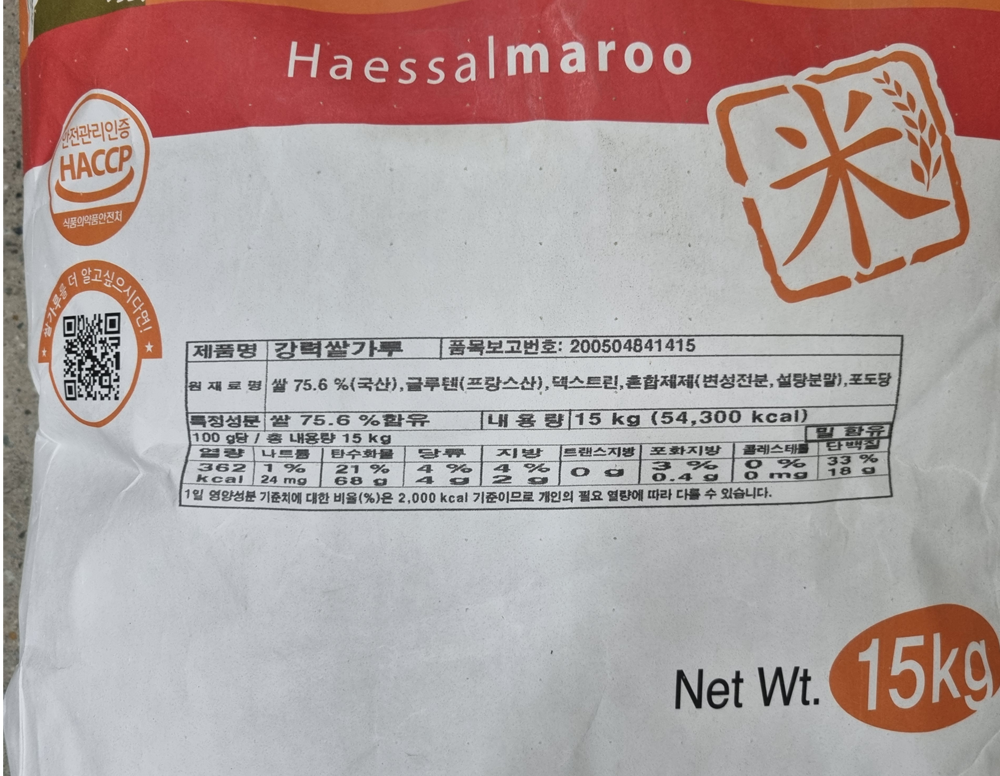 Haessalmaroo
米
안전관리인증
HACCP
식품의약품안전처
쌀가루를 더 알고싶으시다면!
제품명 강력쌀가루 품목보고번호: 200504841415
원재료명 쌀 75.6 %(국산),글루텐(프랑스산),덱스트린,혼합제제(변성전분,설탕분말),포도당
특정성분 쌀 75.6 %함유 내용량 15 kg (54,300 kcal)
밀 함유
100 g당 / 총 내용량 15 kg
열량 나트륨 탄수화물 당류 지방 트랜스지방 포화지방 콜레스테롤 단백질
362 1 % 21 % 4 % 4 % 0 g 3 % 0 % 33 %
kcal 24 mg 68 g 4 g 2 g 0.4 g 0 mg 18 g
1일 영양성분 기준치에 대한 비율(%)은 2,000 kcal 기준이므로 개인의 필요 열량에 따라 다를 수 있습니다.
Net Wt. 15kg